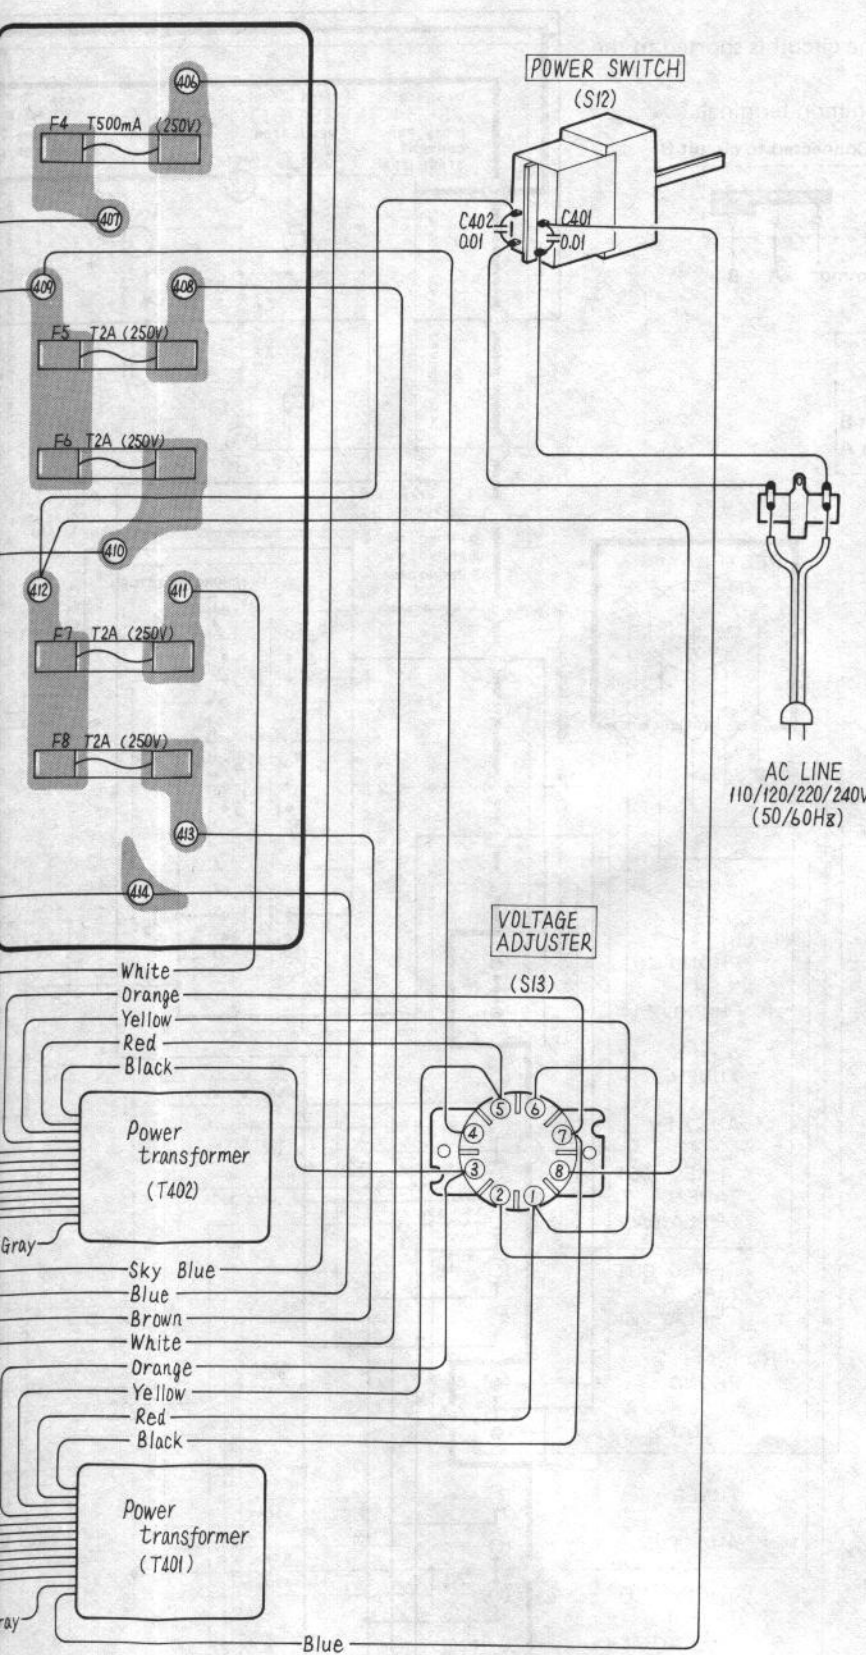 406
F4 T500mA (250V)
407
409
408
F5 T2A (250V)
F6 T2A (250V)
410
412
411
F7 T2A (250V)
F8 T2A (250V)
413
414
POWER SWITCH
(S12)
C402
0.01
C401
0.01
AC LINE
110/120/220/240V
(50/60Hz)
VOLTAGE
ADJUSTER
(S13)
5
6
4
7
3
8
2
1
White
Orange
Yellow
Red
Black
Power
transformer
(T402)
Gray
Sky Blue
Blue
Brown
White
Orange
Yellow
Red
Black
Power
transformer
(T401)
ray
Blue